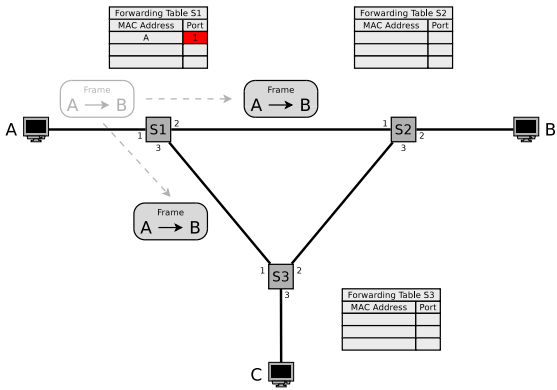 Forwarding Table S1
MAC Address Port
A 1
Forwarding Table S2
MAC Address Port
Frame
A B
Frame
A B
A
1
S1
2
3
1
S2
2
3
B
Frame
A B
1
S3
2
3
Forwarding Table S3
MAC Address Port
C